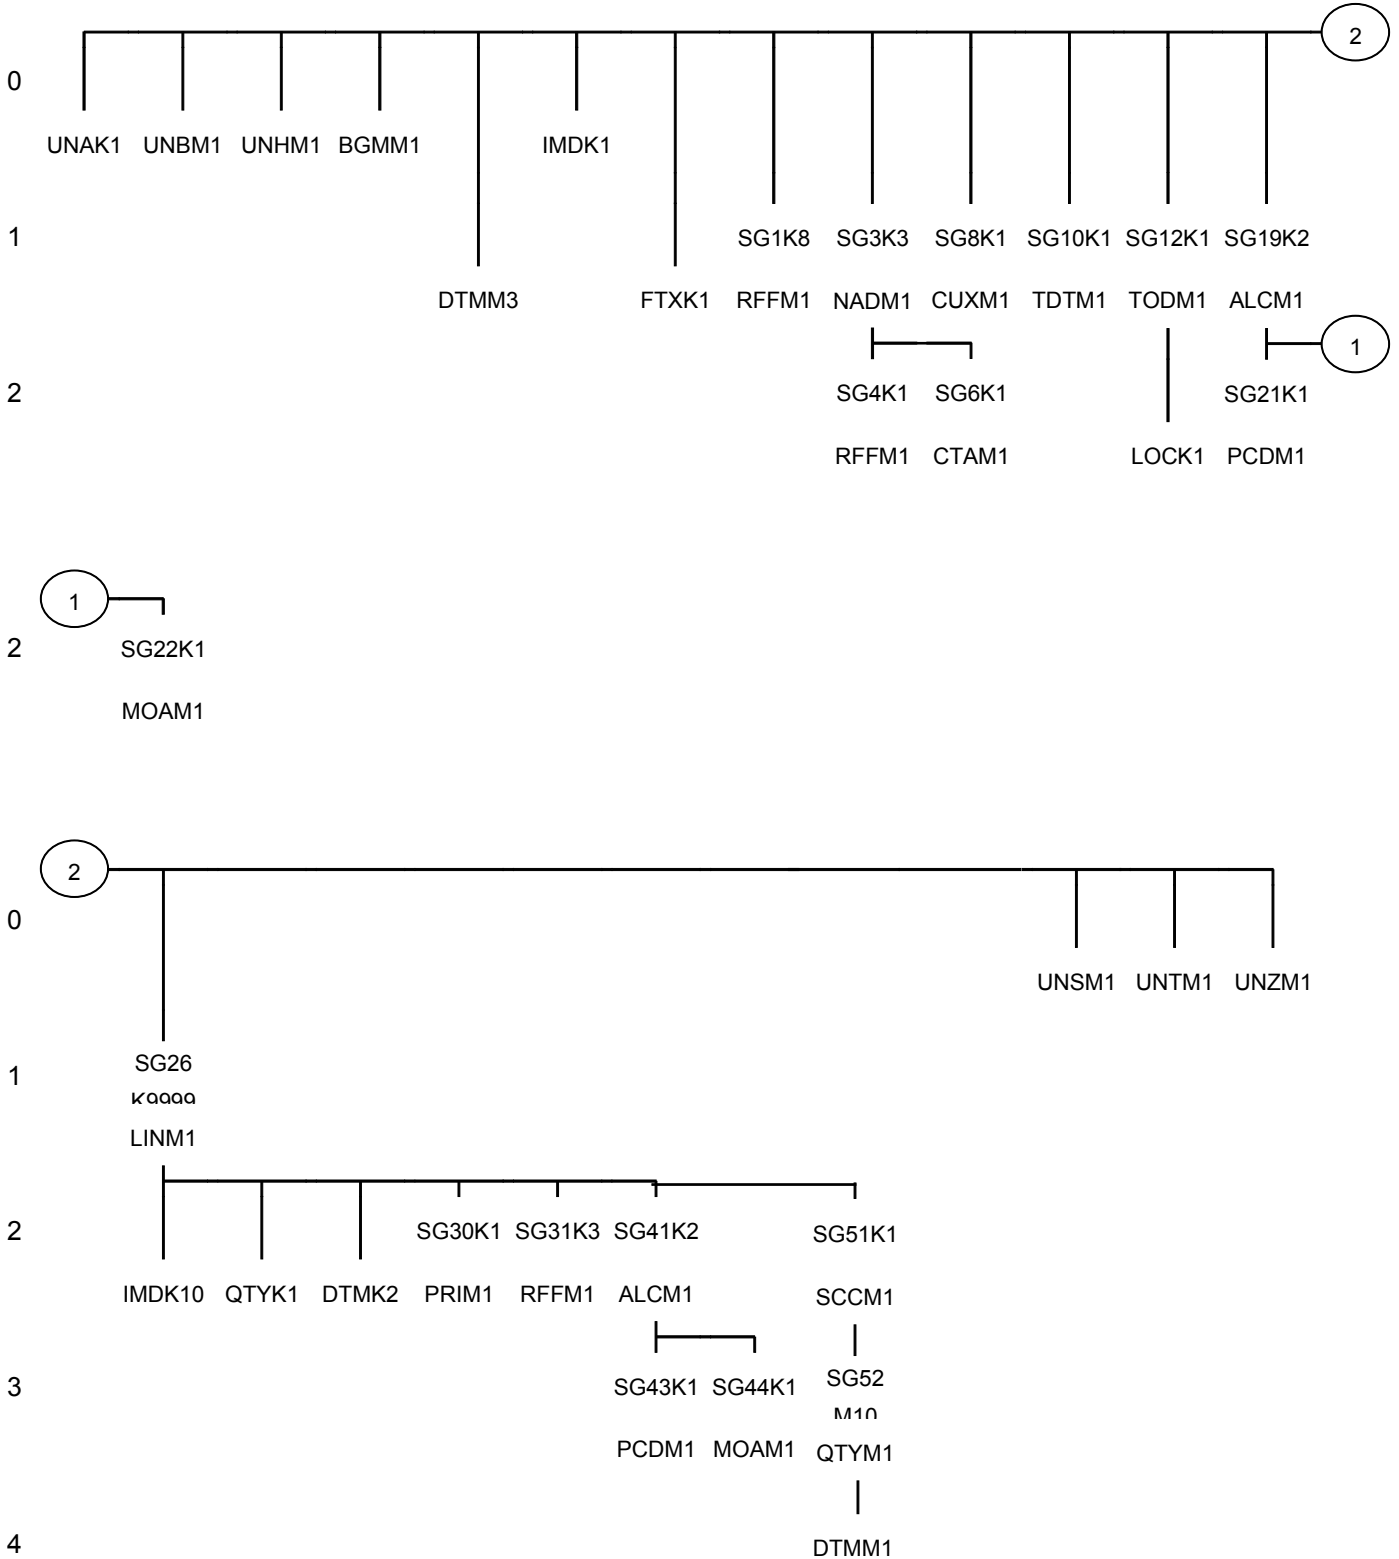 2
0
UNAK1 UNBM1 UNHM1 BGMM1 IMDK1
1
SG1K8 SG3K3 SG8K1 SG10K1 SG12K1 SG19K2
DTMM3 FTXK1 RFFM1 NADM1 CUXM1 TDTM1 TODM1 ALCM1
1
2
SG4K1 SG6K1 SG21K1
RFFM1 CTAM1 LOCK1 PCDM1
1
2
SG22K1
MOAM1
2
0
UNSM1 UNTM1 UNZM1
SG26
1
LINM1
2
SG30K1 SG31K3 SG41K2 SG51K1
IMDK10 QTYK1 DTMK2 PRIM1 RFFM1 ALCM1 SCCM1
3
SG43K1 SG44K1 SG52
M10
PCDM1 MOAM1 QTYM1
4
DTMM1